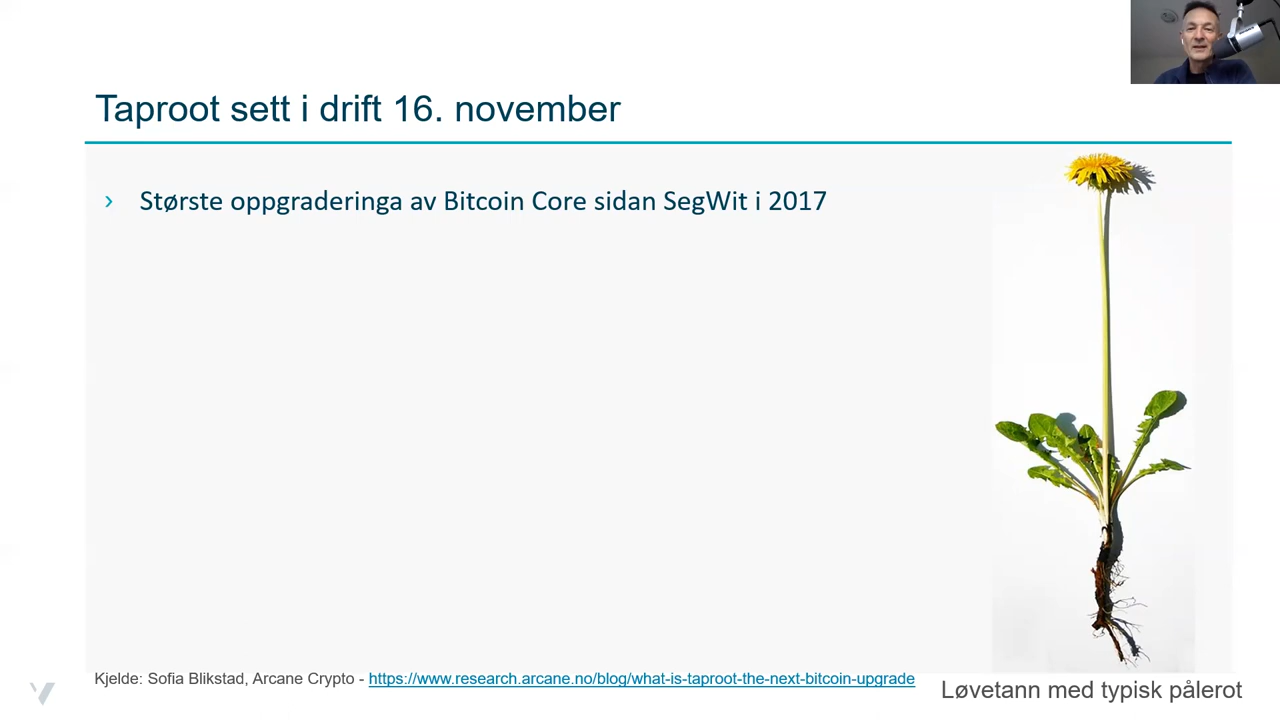 Taproot sett i drift 16. november
› Største oppgraderinga av Bitcoin Core sidan SegWit i 2017
Kjelde: Sofia Blikstad, Arcane Crypto - https://www.research.arcane.no/blog/what-is-taproot-the-next-bitcoin-upgrade
Løvetann med typisk pålerot